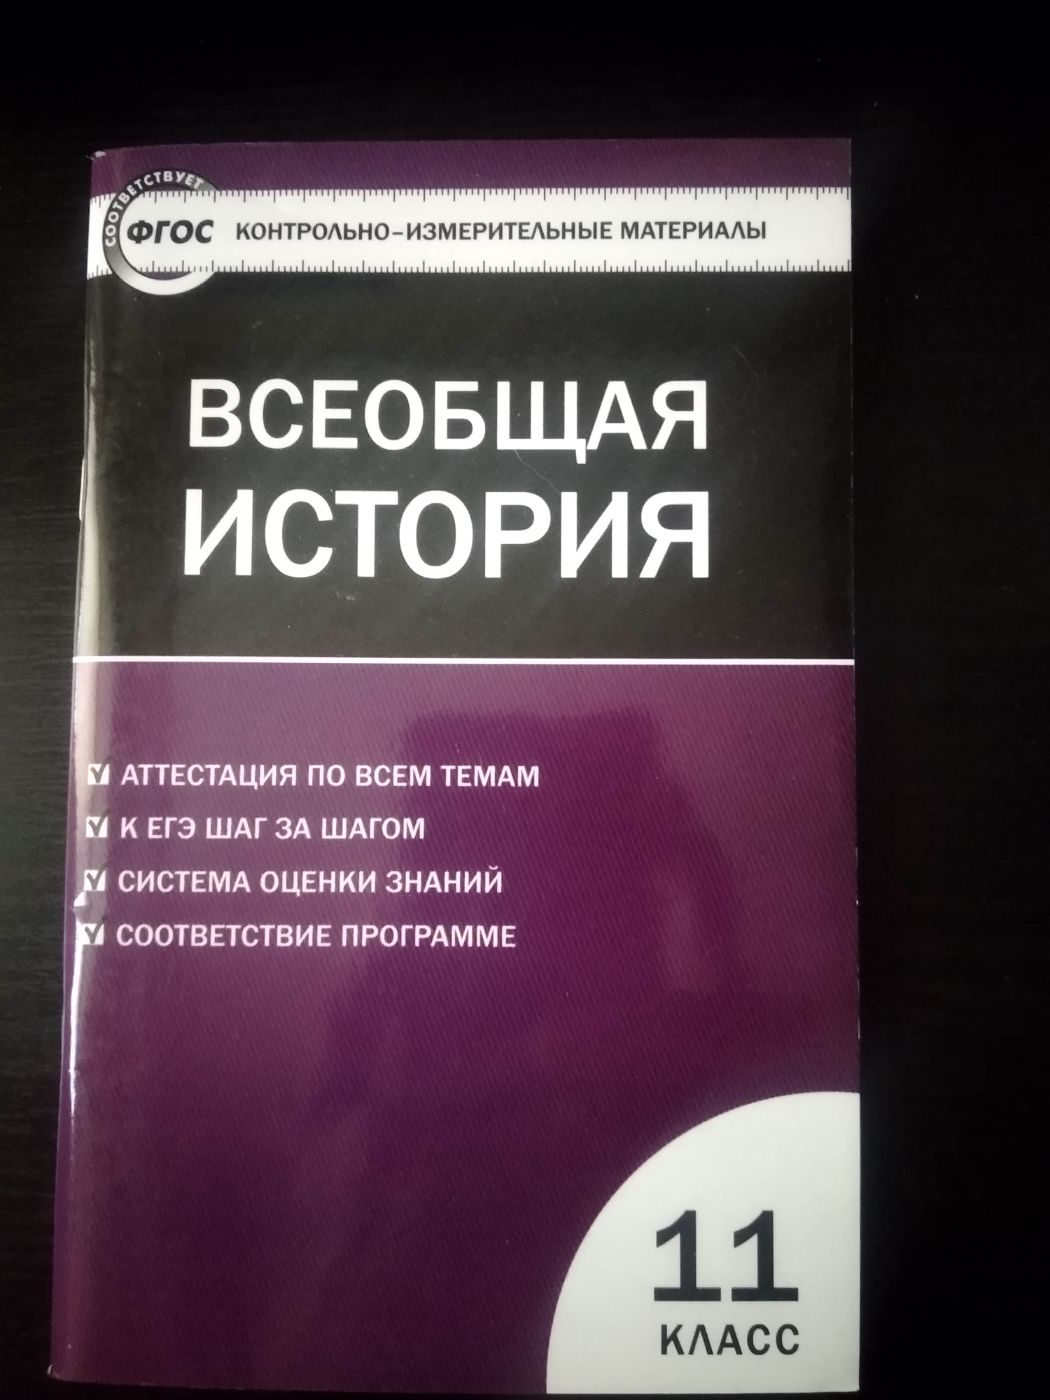 СООТВЕТСТВУЕТ
ФГОС
КОНТРОЛЬНО-ИЗМЕРИТЕЛЬНЫЕ МАТЕРИАЛЫ
ВСЕОБЩАЯ
ИСТОРИЯ
АТТЕСТАЦИЯ ПО ВСЕМ ТЕМАМ
К ЕГЭ ШАГ ЗА ШАГОМ
СИСТЕМА ОЦЕНКИ ЗНАНИЙ
СООТВЕТСТВИЕ ПРОГРАММЕ
11
КЛАСС